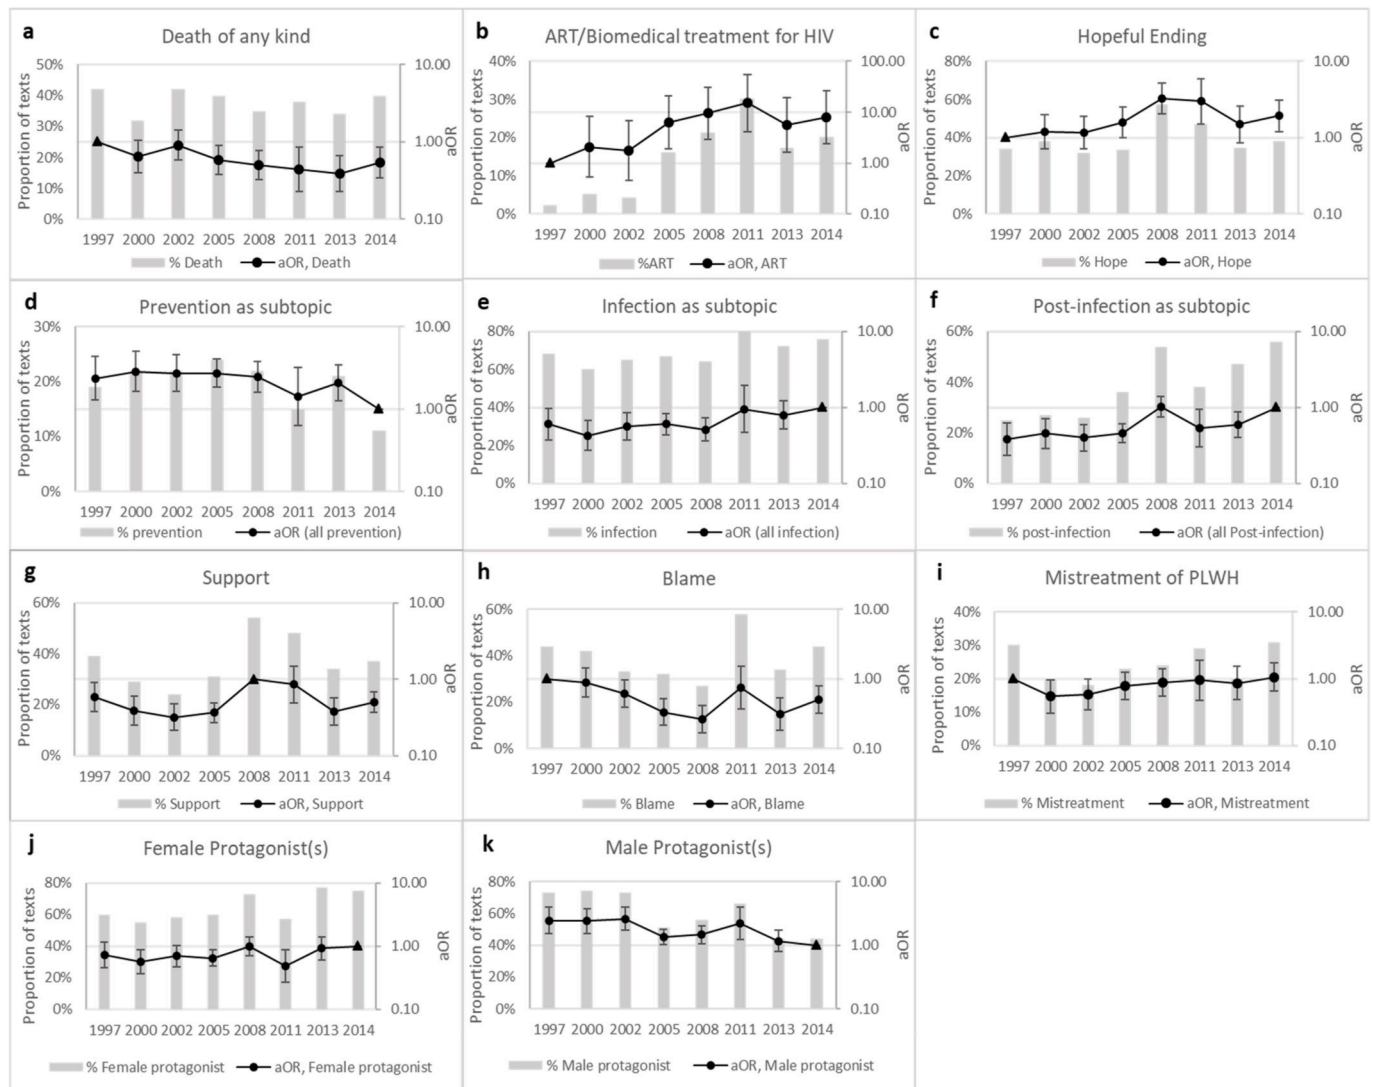 a
Death of any kind
50%
40%
30%
20%
10%
0%
Proportion of texts
10.00
1.00
0.10
aOR
1997 2000 2002 2005 2008 2011 2013 2014
% Death aOR, Death
b
ART/Biomedical treatment for HIV
40%
30%
20%
10%
0%
Proportion of texts
100.00
10.00
1.00
0.10
aOR
1997 2000 2002 2005 2008 2011 2013 2014
%ART aOR, ART
c
Hopeful Ending
80%
60%
40%
20%
0%
Proportion of texts
10.00
1.00
0.10
aOR
1997 2000 2002 2005 2008 2011 2013 2014
% Hope aOR, Hope
d
Prevention as subtopic
30%
20%
10%
0%
Proportion of texts
10.00
1.00
0.10
aOR
1997 2000 2002 2005 2008 2011 2013 2014
% prevention aOR (all prevention)
e
Infection as subtopic
80%
60%
40%
20%
0%
Proportion of texts
10.00
1.00
0.10
aOR
1997 2000 2002 2005 2008 2011 2013 2014
% infection aOR (all infection)
f
Post-infection as subtopic
60%
40%
20%
0%
Proportion of texts
10.00
1.00
0.10
aOR
1997 2000 2002 2005 2008 2011 2013 2014
% post-infection aOR (all Post-infection)
g
Support
60%
40%
20%
0%
Proportion of texts
10.00
1.00
0.10
aOR
1997 2000 2002 2005 2008 2011 2013 2014
% Support aOR, Support
h
Blame
60%
40%
20%
0%
Proportion of texts
10.00
1.00
0.10
aOR
1997 2000 2002 2005 2008 2011 2013 2014
% Blame aOR, Blame
i
Mistreatment of PLWH
40%
30%
20%
10%
0%
Proportion of texts
10.00
1.00
0.10
aOR
1997 2000 2002 2005 2008 2011 2013 2014
% Mistreatment aOR, Mistreatment
j
Female Protagonist(s)
80%
60%
40%
20%
0%
Proportion of texts
10.00
1.00
0.10
aOR
1997 2000 2002 2005 2008 2011 2013 2014
% Female protagonist aOR, Female protagonist
k
Male Protagonist(s)
80%
60%
40%
20%
0%
Proportion of texts
10.00
1.00
0.10
aOR
1997 2000 2002 2005 2008 2011 2013 2014
% Male protagonist aOR, Male protagonist